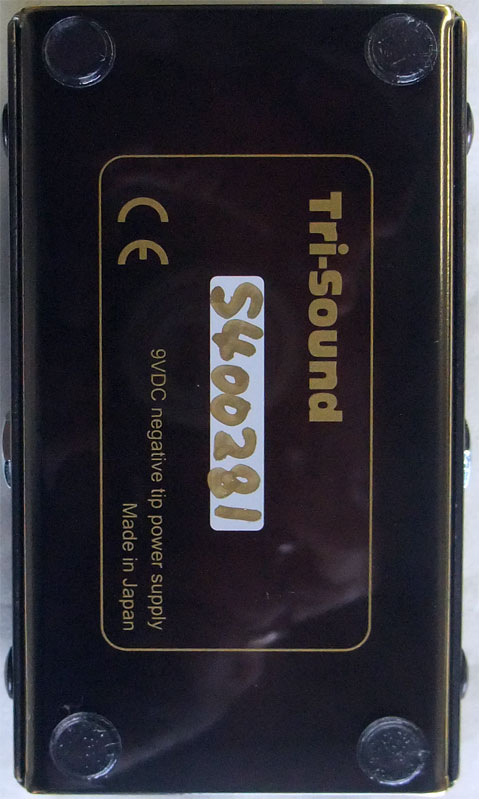 Tri-Sound
S400281
CE
9VDC negative tip power supply
Made in Japan